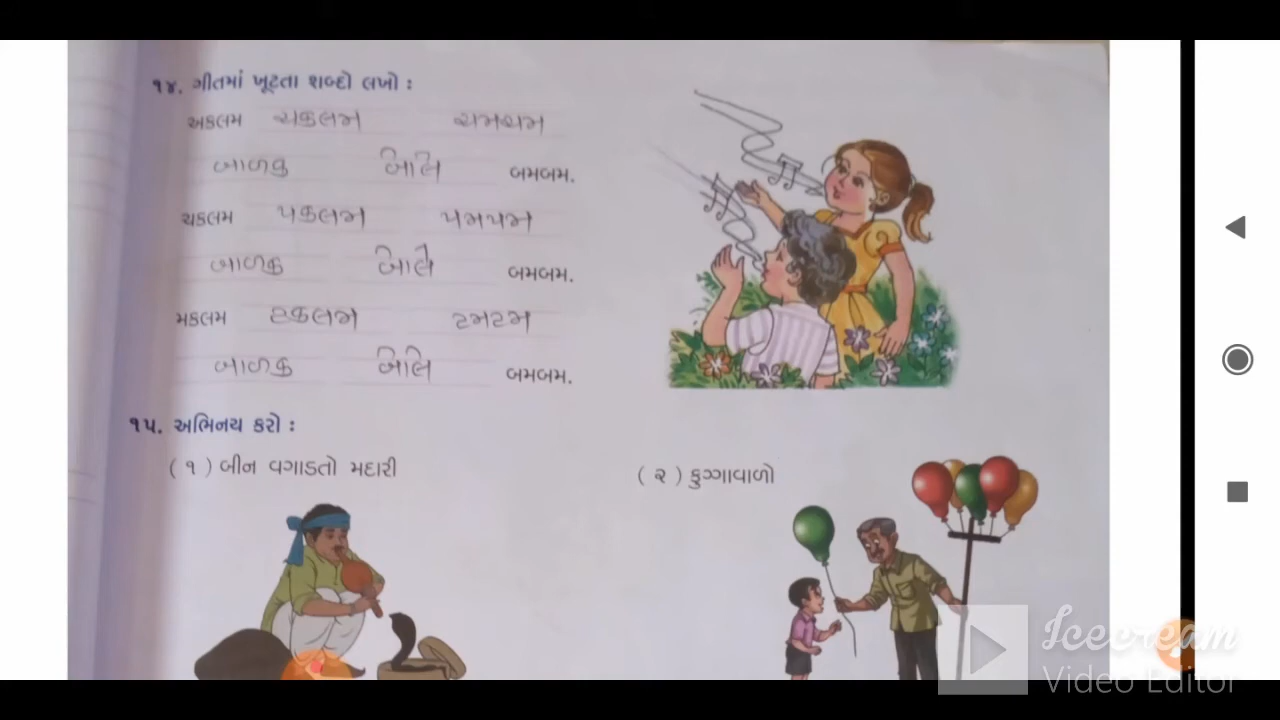 ૧૪. ગીતમાં ખૂટતા શબ્દો લખો :
અકલમ ચકલમ ચમચમ
બાળક બોલે બમબમ.
ચકલમ પકલમ પમપમ
બાળક બોલે બમબમ.
મકલમ ટકલમ ટમટમ
બાળક બોલે બમબમ.
૧૫. અભિનય કરો :
( ૧ ) બીન વગાડતો મદારી
( ૨ ) ફુગ્ગાવાળો
Icecream
Video Editor